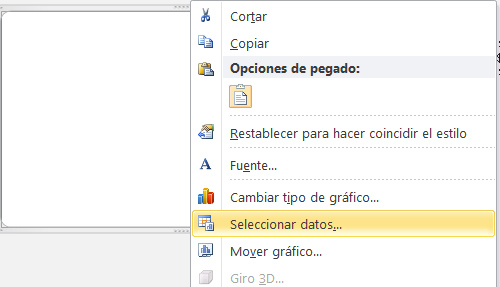 Cortar
Copiar
Opciones de pegado:
Restablecer para hacer coincidir el estilo
Fuente...
Cambiar tipo de gráfico...
Seleccionar datos...
Mover gráfico...
Giro 3D...